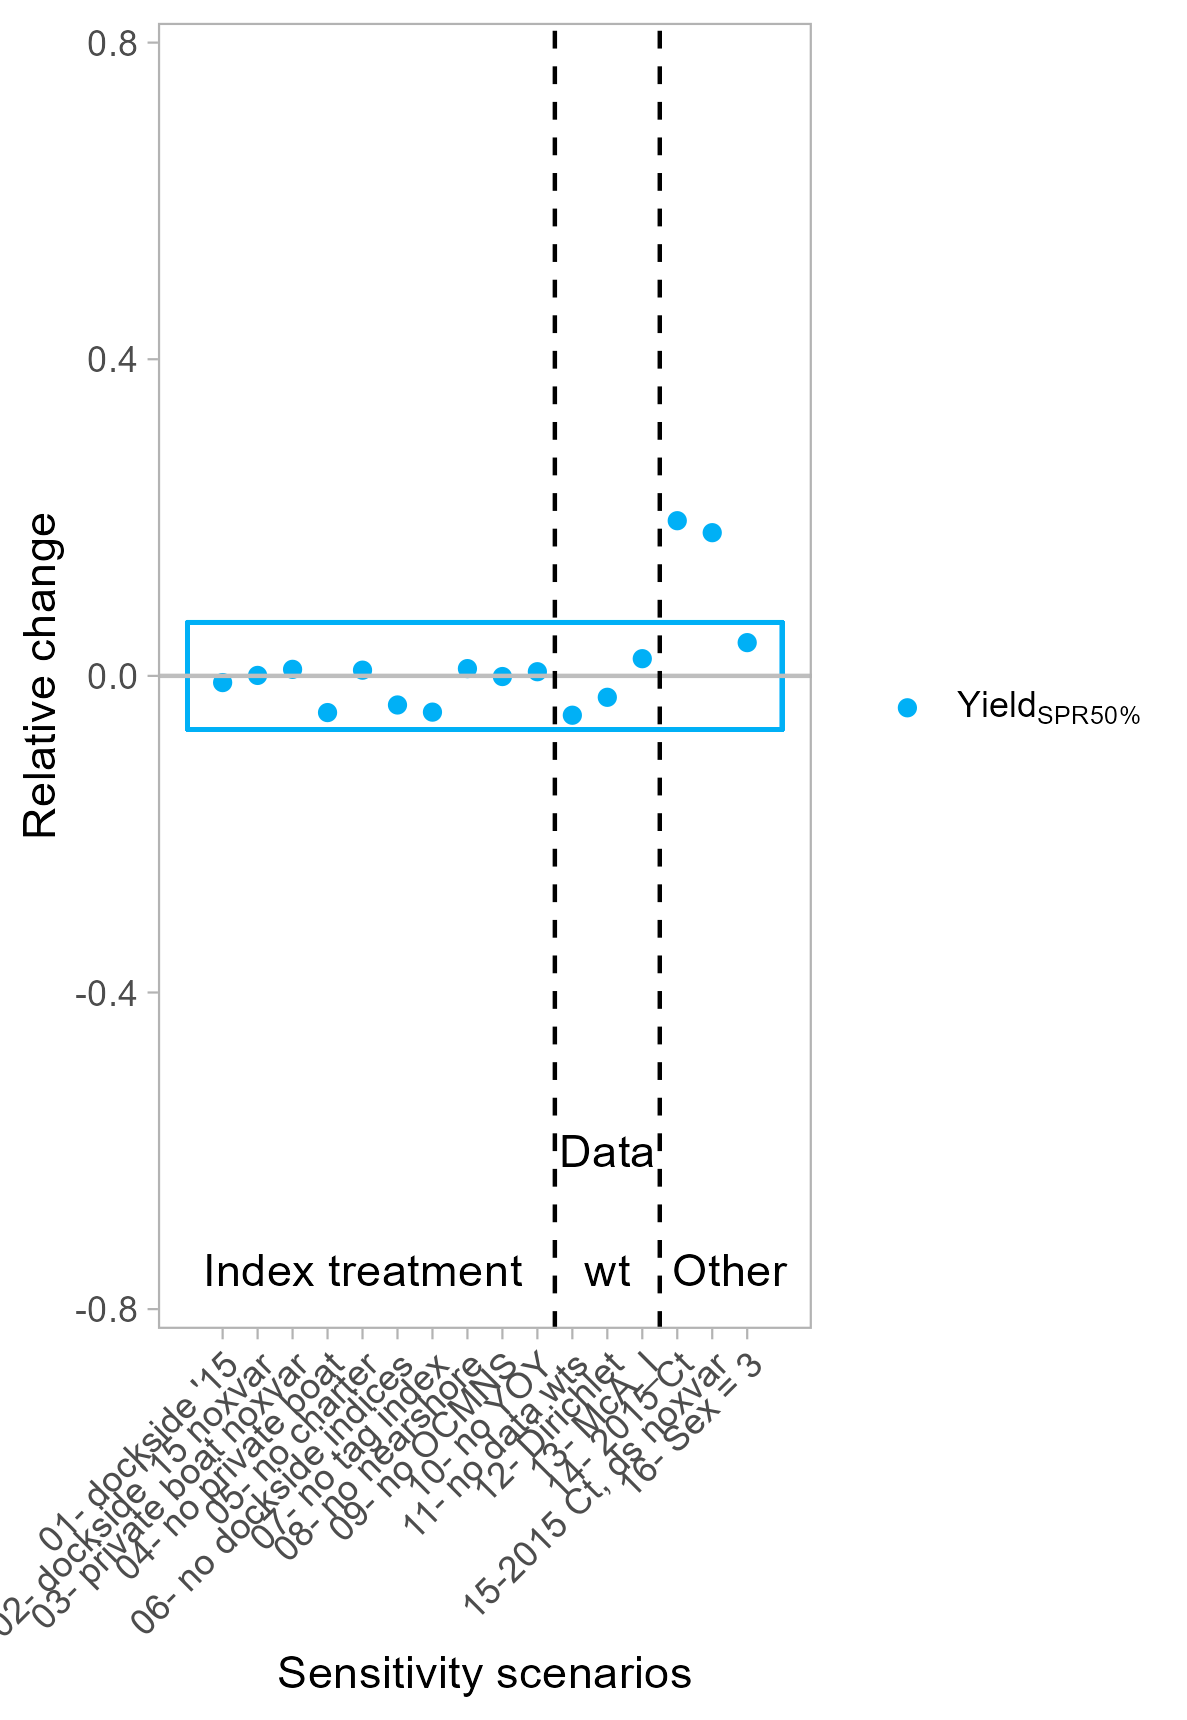 0.8
0.4
0.0
-0.4
-0.8
Relative change
Data
Index treatment
wt
Other
01- dockside '15
02- dockside '15 noxvar
03- private boat noxvar
04- no private boat
05- no charter
06- no dockside indices
07- no tag index
08- no nearshore
09- no OCMNS
10- no YOY
11- no data wts
12- Dirichlet
13- McA_I
14- 2015 Ct
15-2015 Ct, ds noxvar
16- Sex = 3
Sensitivity scenarios
YieldSPR50%